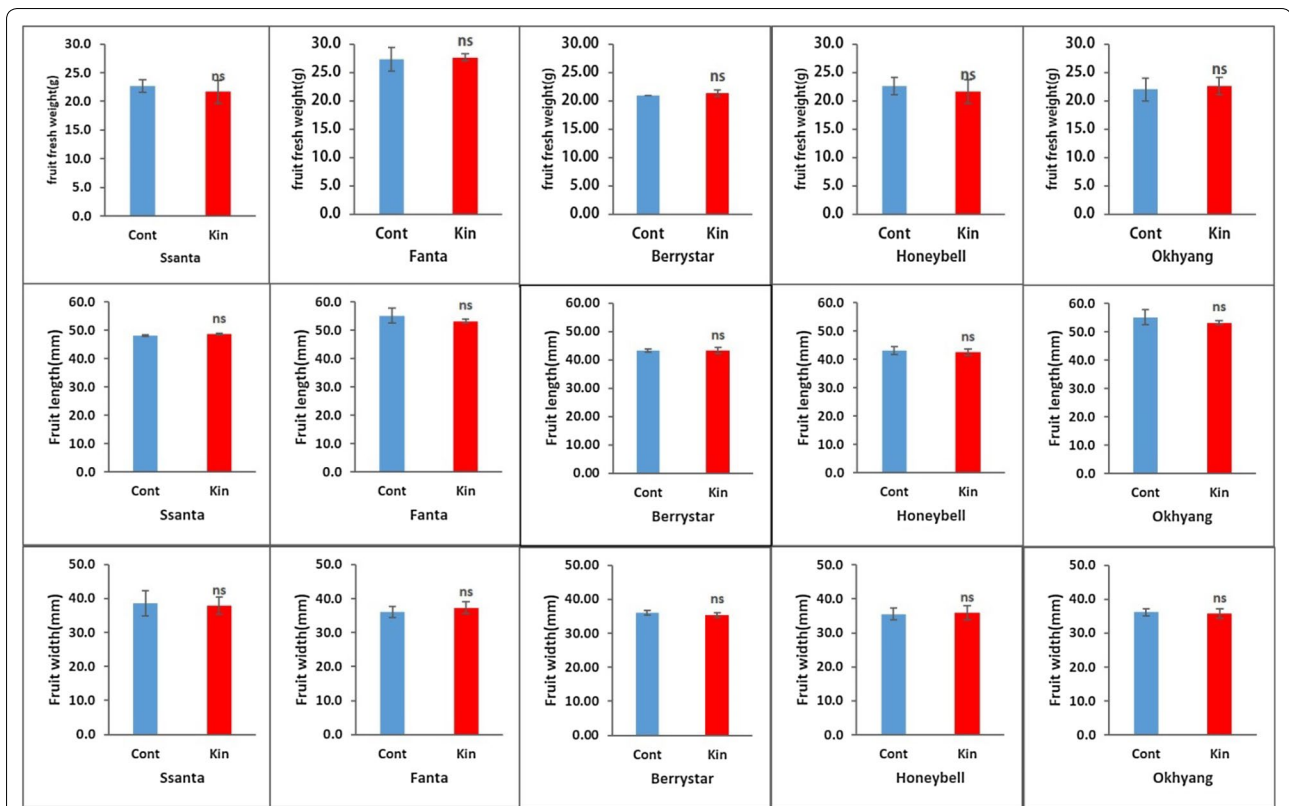 fruit fresh weight(g)
30.0
25.0
20.0
15.0
10.0
5.0
0.0
ns
Cont Kin
Ssanta
fruit fresh weight(g)
30.0
25.0
20.0
15.0
10.0
5.0
0.0
ns
Cont Kin
Fanta
fruit fresh weight(g)
30.00
25.00
20.00
15.00
10.00
5.00
0.00
ns
Cont Kin
Berrystar
fruit fresh weight(g)
30.0
25.0
20.0
15.0
10.0
5.0
0.0
ns
Cont Kin
Honeybell
fruit fresh weight(g)
30.0
25.0
20.0
15.0
10.0
5.0
0.0
ns
Cont Kin
Okhyang
Fruit length(mm)
60.0
50.0
40.0
30.0
20.0
10.0
0.0
ns
Cont Kin
Ssanta
Fruit length(mm)
60.0
50.0
40.0
30.0
20.0
10.0
0.0
ns
Cont Kin
Fanta
Fruit length(mm)
60.00
50.00
40.00
30.00
20.00
10.00
0.00
ns
Cont Kin
Berrystar
Fruit length(mm)
60.0
50.0
40.0
30.0
20.0
10.0
0.0
ns
Cont Kin
Honeybell
Fruit length(mm)
60.0
50.0
40.0
30.0
20.0
10.0
0.0
ns
Cont Kin
Okhyang
Fruit width(mm)
50.0
40.0
30.0
20.0
10.0
0.0
ns
Cont Kin
Ssanta
Fruit width(mm)
50.0
40.0
30.0
20.0
10.0
0.0
ns
Cont Kin
Fanta
Fruit width(mm)
50.00
40.00
30.00
20.00
10.00
0.00
ns
Cont Kin
Berrystar
Fruit width(mm)
50.0
40.0
30.0
20.0
10.0
0.0
ns
Cont Kin
Honeybell
Fruit width(mm)
50.0
40.0
30.0
20.0
10.0
0.0
ns
Cont Kin
Okhyang